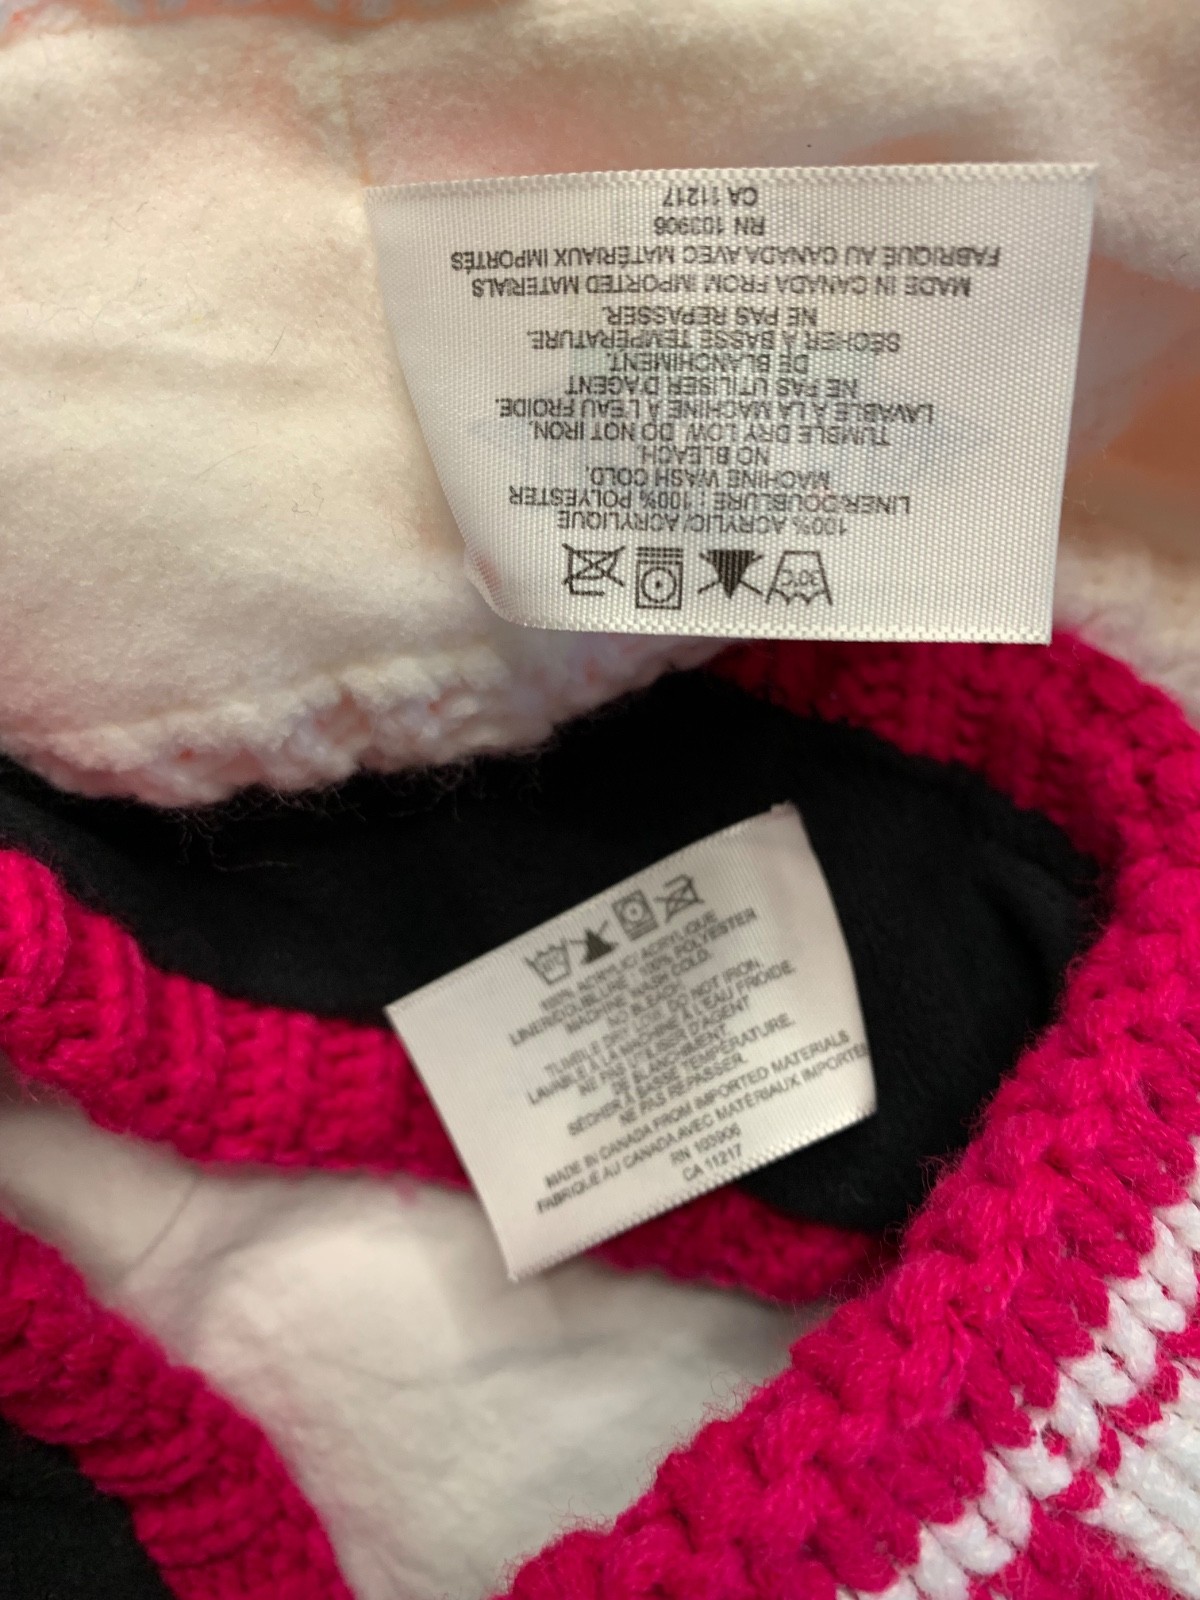 30°C
100% ACRYLIC/ACRYLIQUE
LINER/DOUBLURE : 100% POLYESTER
MACHINE WASH COLD.
NO BLEACH.
TUMBLE DRY LOW. DO NOT IRON.
LAVABLE À LA MACHINE À L'EAU FROIDE.
NE PAS UTILISER D'AGENT
DE BLANCHIMENT.
SÉCHER À BASSE TEMPÉRATURE.
NE PAS REPASSER.
MADE IN CANADA FROM IMPORTED MATERIALS
FABRIQUÉ AU CANADA AVEC MATÉRIAUX IMPORTÉS
RN 103906
CA 11217
100% ACRYLIC/ACRYLIQUE
LINER/DOUBLURE : 100% POLYESTER
MACHINE WASH COLD.
NO BLEACH.
TUMBLE DRY LOW. DO NOT IRON.
LAVABLE À LA MACHINE À L'EAU FROIDE.
NE PAS UTILISER D'AGENT
DE BLANCHIMENT.
SÉCHER À BASSE TEMPÉRATURE.
NE PAS REPASSER.
MADE IN CANADA FROM IMPORTED MATERIALS
FABRIQUÉ AU CANADA AVEC MATÉRIAUX IMPORTÉ
RN 103906
CA 11217